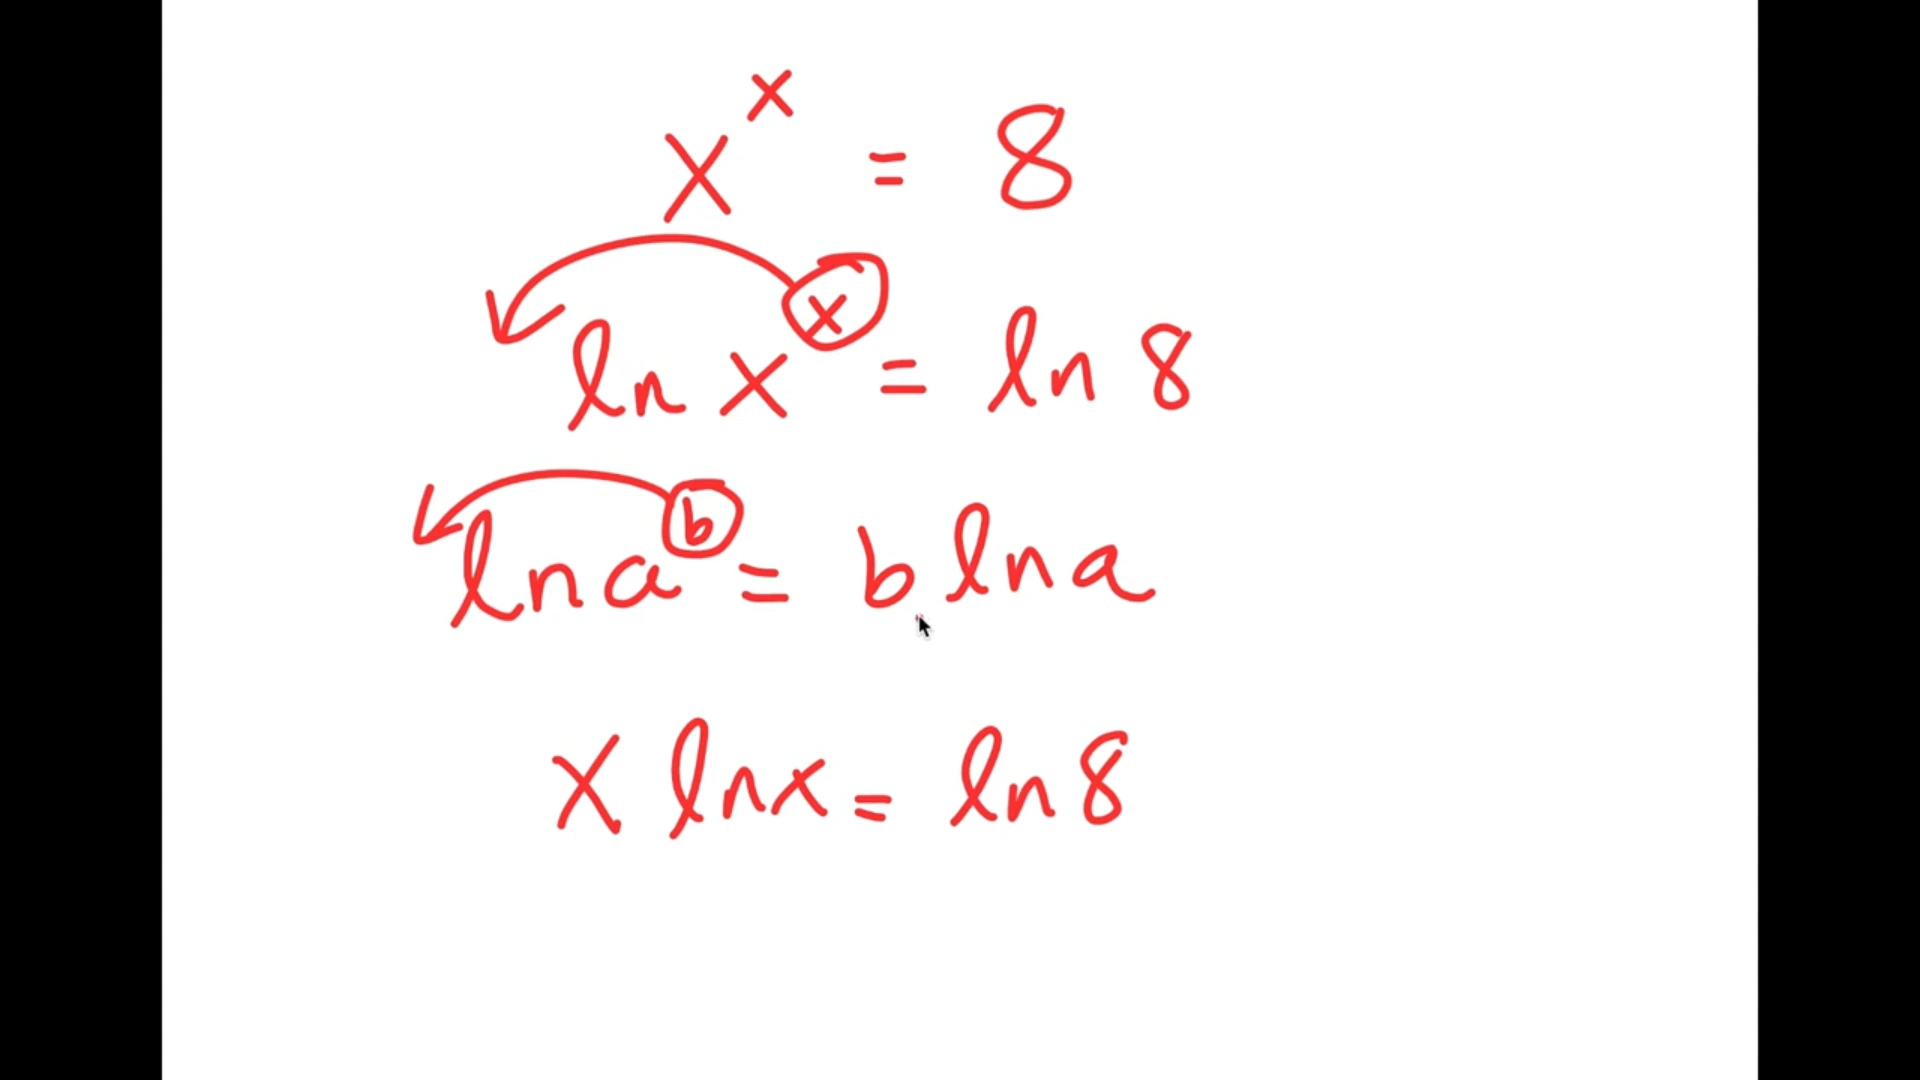 x^x = 8
ln x^x = ln 8
ln a^b = b ln a
x ln x = ln 8